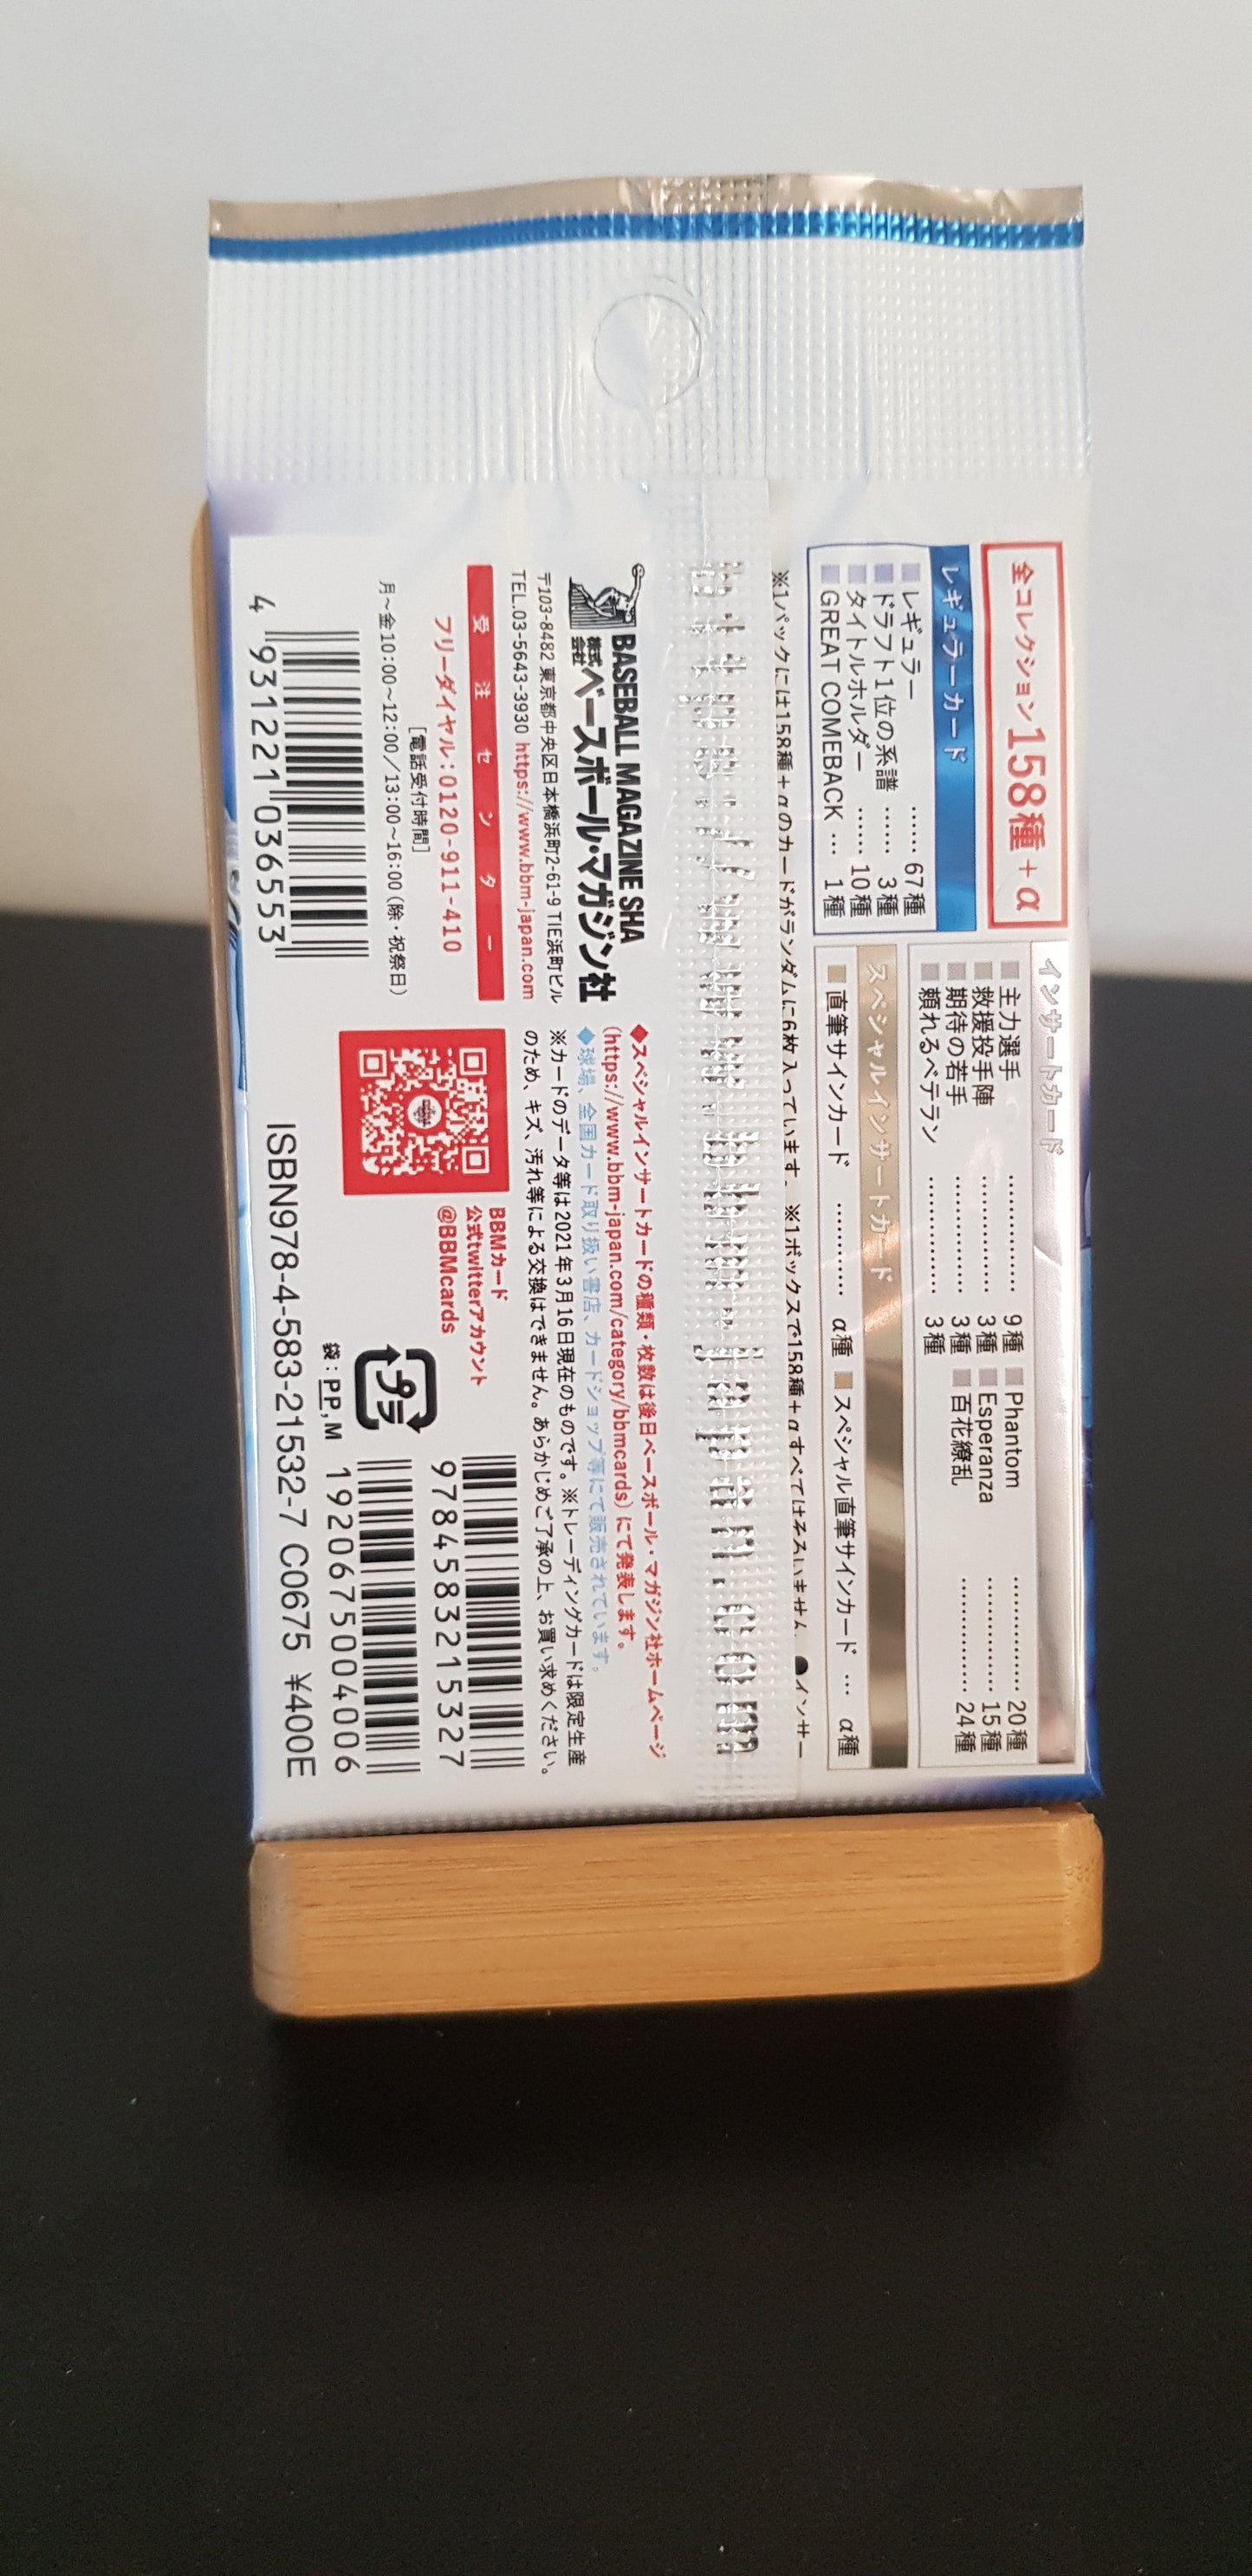 全コレクション158種+α
レギュラーカード
レギュラー …… 67種
ドラフト1位の系譜 …… 3種
タイトルホルダー …… 10種
GREAT COMEBACK … 1種
インサートカード
主力選手 ………… 9種
救援投手陣 ………… 3種
期待の若手 ………… 3種
頼れるベテラン ………… 3種
Phantom ………… 20種
Esperanza ………… 15種
百花繚乱 ………… 24種
スペシャルインサートカード
直筆サインカード ………… α種
スペシャル直筆サインカード … α種
※1パックには158種+αのカードがランダムに6枚入っています。 ※1ボックスで158種+αすべてはそろいません。 ●インサー
BASEBALL MAGAZINE SHA
株式会社ベースボール・マガジン社
〒103-8482 東京都中央区日本橋浜町2-61-9 TIE浜町ビル
TEL.03-5643-3930 https://www.bbm-japan.com
受注センター
フリーダイヤル:0120-911-410
[電話受付時間]
月~金10:00~12:00/13:00~16:00(除・祝祭日)
4 931221 036553
◆スペシャルインサートカードの種類・枚数は後日ベースボール・マガジン社ホームページ
(https://www.bbm-japan.com/category/bbmcards)にて発表します。
◆球場、全国カード取り扱い書店、カードショップ等にて販売されています。
※カードのデータ等は2021年3月16日現在のものです。※トレーディングカードは限定生産
のため、キズ、汚れ等による交換はできません。あらかじめご了承の上、お買い求めください。
BBMカード
公式twitterアカウント
@BBMcards
プラ
袋:PP,M
9784583215327
1920675004006
ISBN978-4-583-21532-7 C0675 ¥400E